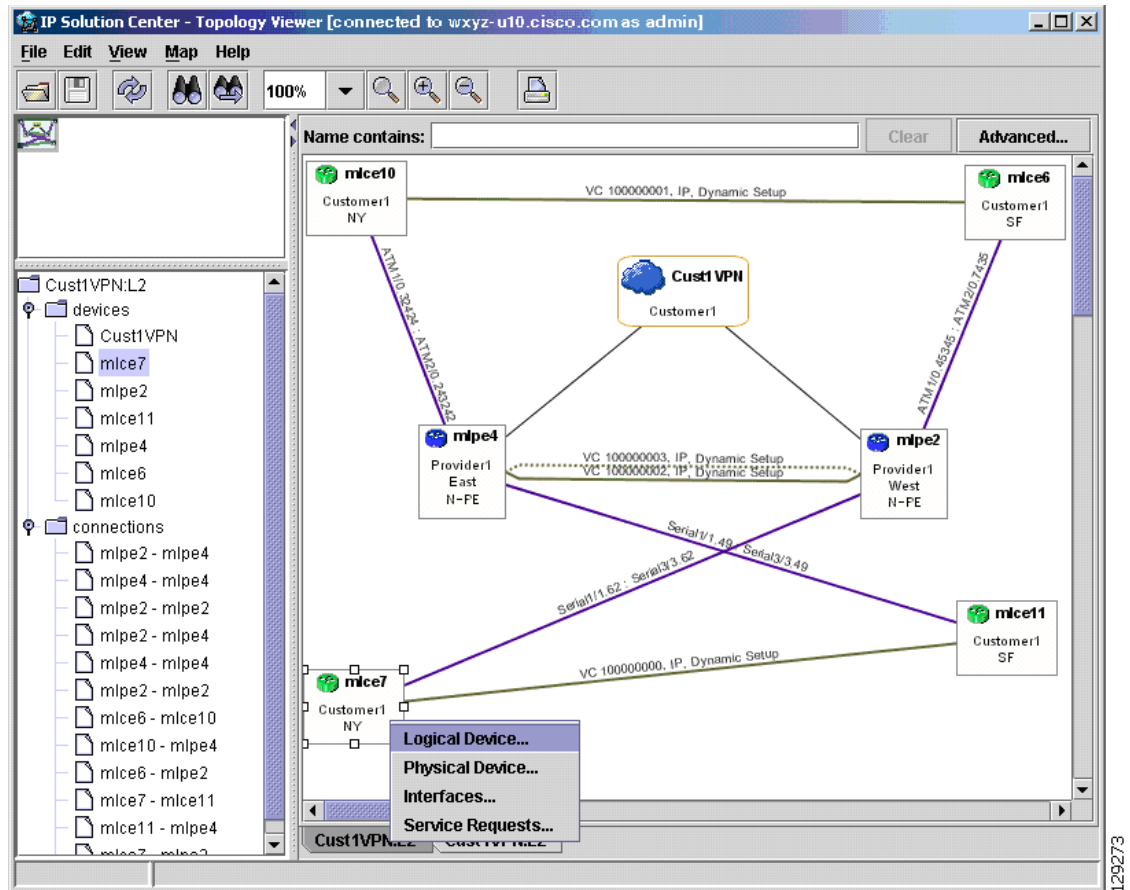 IP Solution Center - Topology Viewer [connected to wxyz-u10.cisco.com as admin]
File Edit View Map Help
100%
Name contains: Clear Advanced...
Cust1VPN:L2
devices
Cust1VPN
mlce7
mlpe2
mlce11
mlpe4
mlce6
mlce10
connections
mlpe2 - mlpe4
mlpe4 - mlpe4
mlpe2 - mlpe2
mlpe2 - mlpe4
mlpe4 - mlpe4
mlpe2 - mlpe2
mlce6 - mlce10
mlce10 - mlpe4
mlce6 - mlpe2
mlce7 - mlce11
mlce11 - mlpe4
mlce7 - mlpe2
mlce10
Customer1
NY
VC 100000001, IP, Dynamic Setup
mlce6
Customer1
SF
Cust1 VPN
Customer1
ATM1/0.32424 : ATM2/0.243242
ATM1/0.45345 : ATM2/0.7435
mlpe4
Provider1
East
N-PE
VC 100000003, IP, Dynamic Setup
VC 100000002, IP, Dynamic Setup
mlpe2
Provider1
West
N-PE
Serial1/1.49 : Serial3/3.49
Serial1/1.62 : Serial3/3.62
mlce11
Customer1
SF
VC 100000000, IP, Dynamic Setup
mlce7
Customer1
NY
Logical Device...
Physical Device...
Interfaces...
Service Requests...
Cust1VPN:L2 Cust1VPN:L2
129273